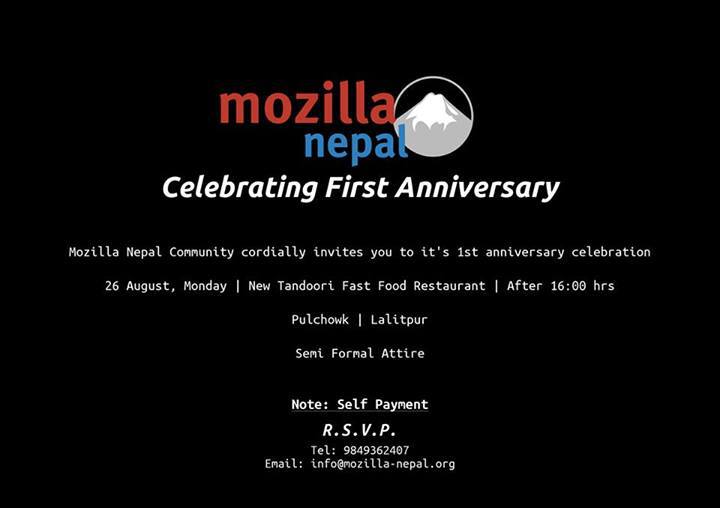 mozilla
nepal
Celebrating First Anniversary
Mozilla Nepal Community cordially invites you to it's 1st anniversary celebration
26 August, Monday | New Tandoori Fast Food Restaurant | After 16:00 hrs
Pulchowk | Lalitpur
Semi Formal Attire
Note: Self Payment
R.S.V.P.
Tel: 9849362407
Email: info@mozilla-nepal.org